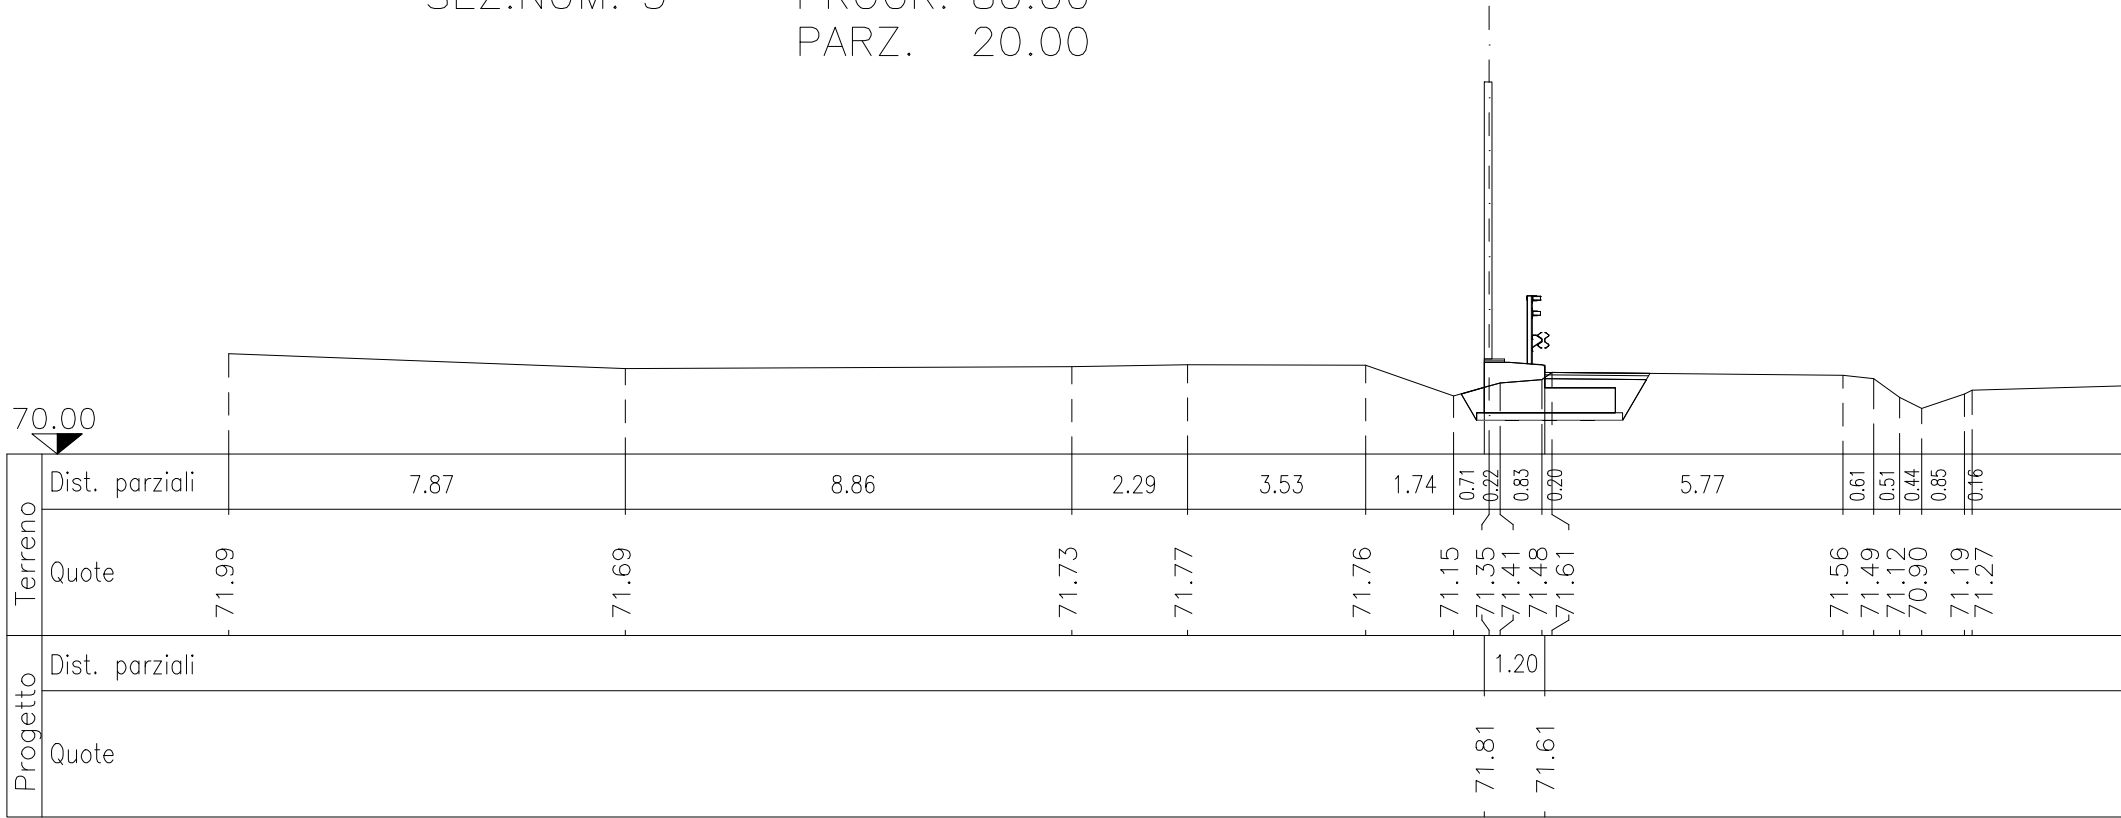 PARZ. 20.00
70.00
Terreno
Dist. parziali 7.87 8.86 2.29 3.53 1.74 0.71 0.22 0.83 0.20 5.77 0.61 0.51 0.44 0.85 0.16
Quote 71.99 71.69 71.73 71.77 71.76 71.15 71.35 71.41 71.48 71.61 71.56 71.49 71.12 70.90 71.19 71.27
Progetto
Dist. parziali 1.20
Quote 71.81 71.61